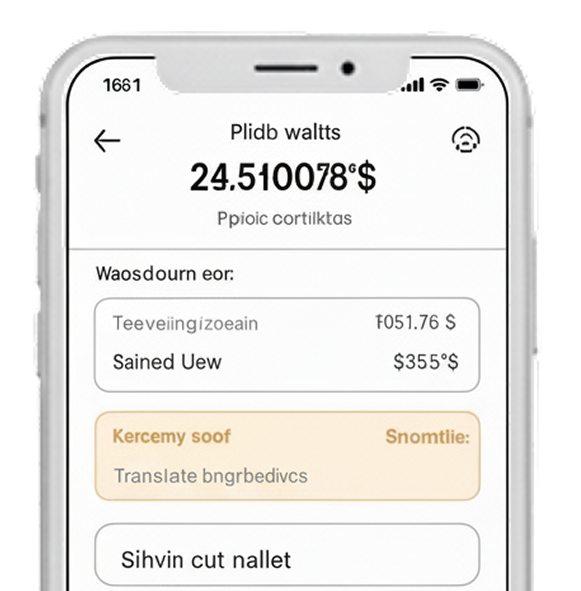 1661
Plidb waltts
24.510078$
Ppioic cortilktas
Waosdourn eor:
Teeveiingizoeain
Ŧ051.76 $
Sained Uew
$355°$
Kercemy soof
Snomtlie:
Translate bngrbedivcs
Sihvin cut nallet